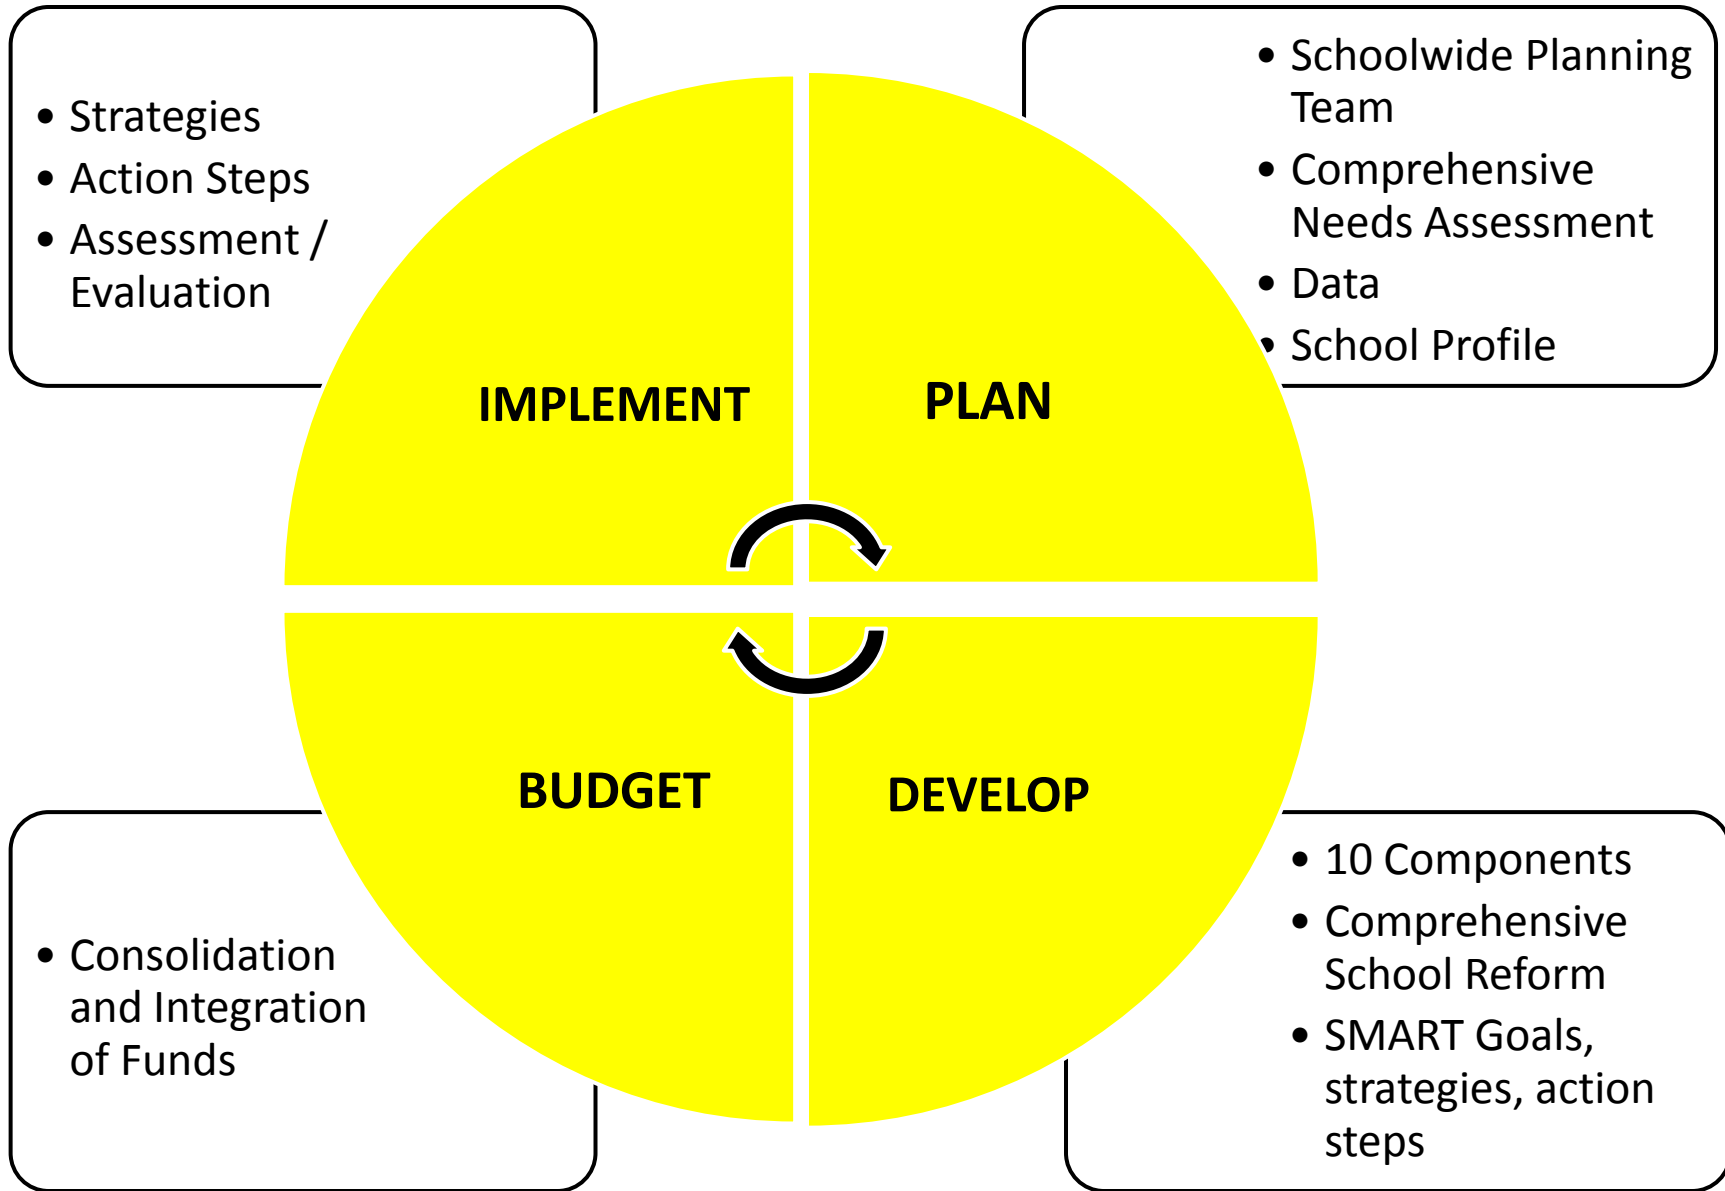 • Strategies
• Action Steps
• Assessment /
Evaluation
• Schoolwide Planning
Team
• Comprehensive
Needs Assessment
• Data
• School Profile
IMPLEMENT
PLAN
BUDGET
DEVELOP
• Consolidation
and Integration
of Funds
• 10 Components
• Comprehensive
School Reform
• SMART Goals,
strategies, action
steps